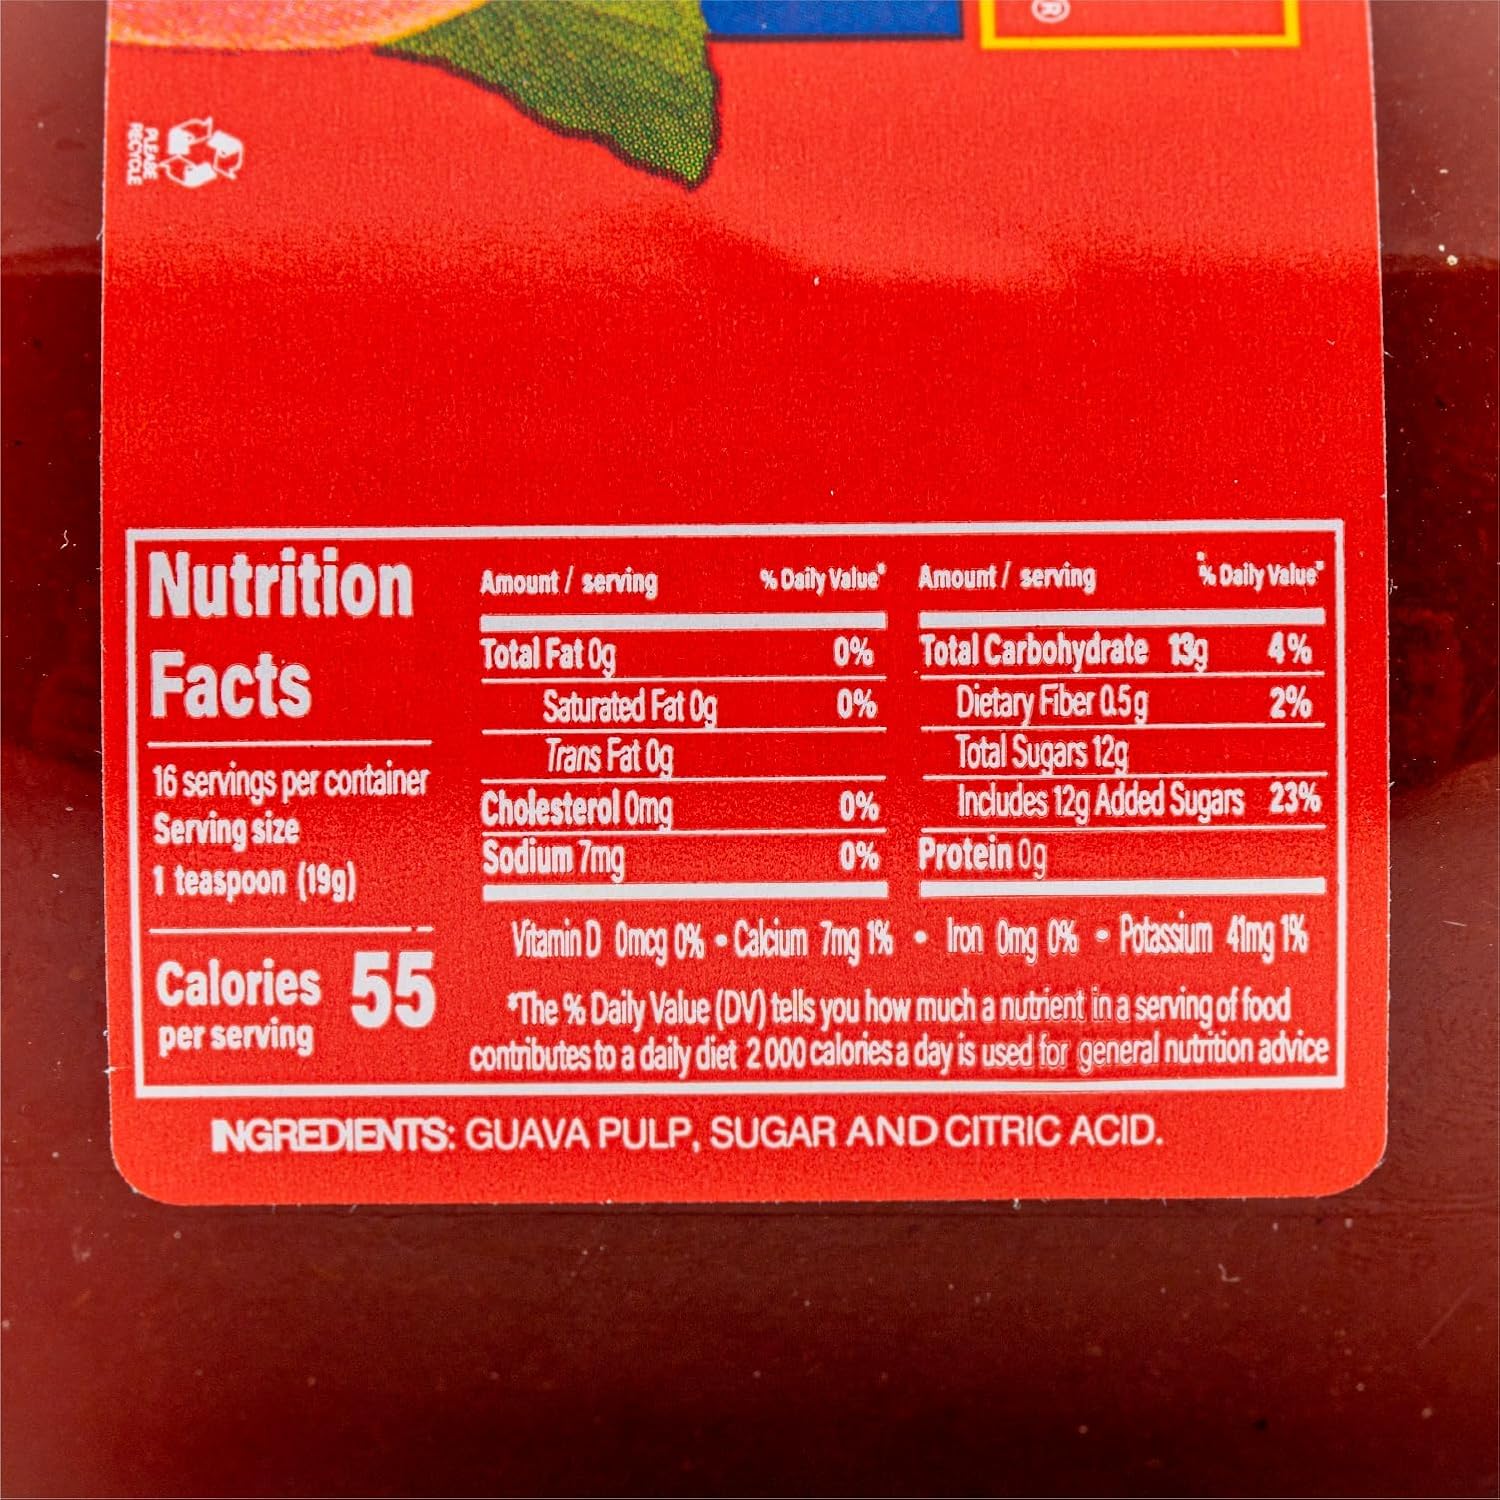 ®
PLEASE
RECYCLE
Nutrition
Facts
16 servings per container
Serving size
1 teaspoon (19g)
Calories 55
per serving
Amount / serving % Daily Value*
Total Fat 0g 0%
Saturated Fat 0g 0%
Trans Fat 0g
Cholesterol 0mg 0%
Sodium 7mg 0%
Amount / serving % Daily Value*
Total Carbohydrate 13g 4%
Dietary Fiber 0.5g 2%
Total Sugars 12g
Includes 12g Added Sugars 23%
Protein 0g
Vitamin D 0mcg 0% • Calcium 7mg 1% • Iron 0mg 0% • Potassium 41mg 1%
*The % Daily Value (DV) tells you how much a nutrient in a serving of food
contributes to a daily diet 2 000 calories a day is used for general nutrition advice
INGREDIENTS: GUAVA PULP, SUGAR AND CITRIC ACID.